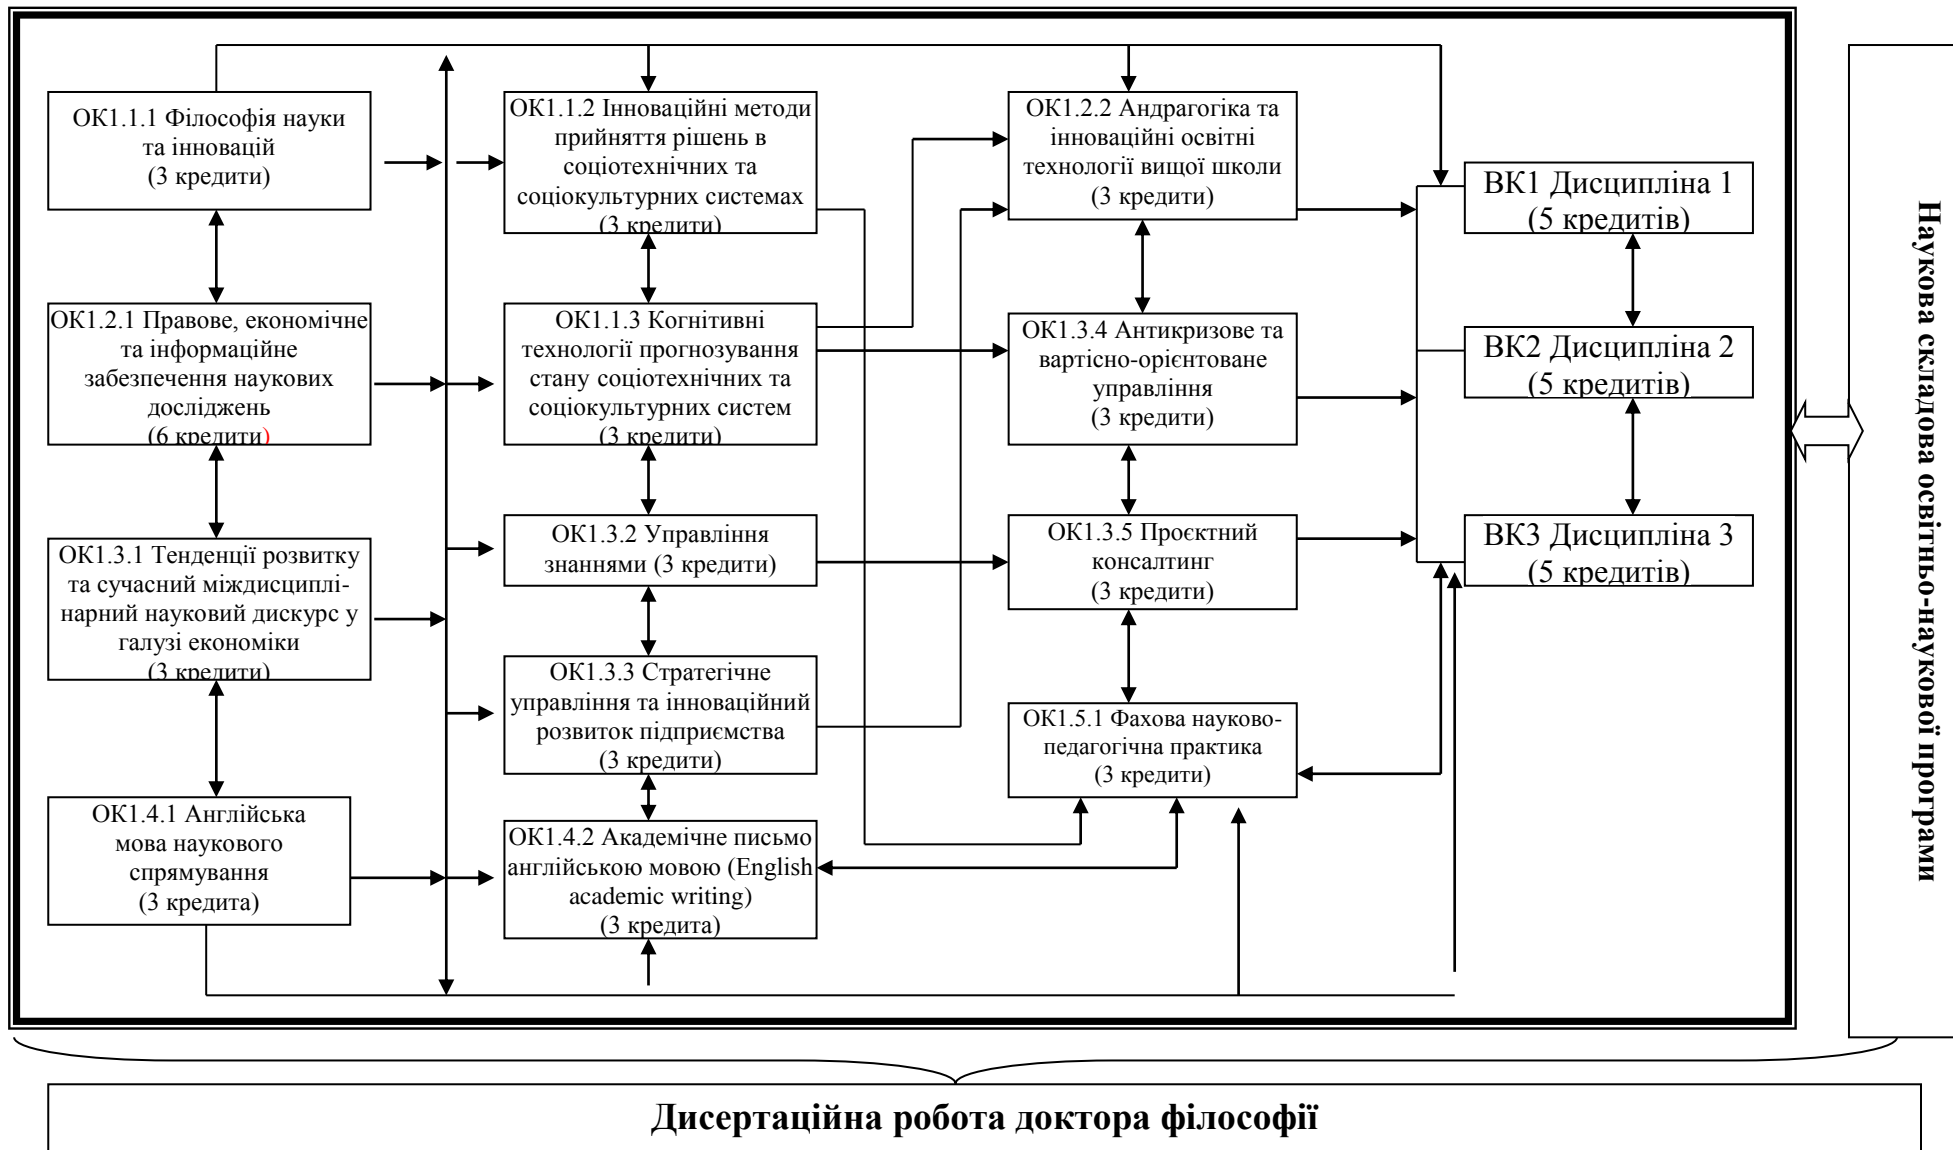 ОК1.1.1 Філософія науки
та інновацій
(3 кредити)
ОК1.2.1 Правове, економічне
та інформаційне
забезпечення наукових
досліджень
(6 кредити)
ОК1.3.1 Тенденції розвитку
та сучасний міждисциплі-
нарний науковий дискурс у
галузі економіки
(3 кредити)
ОК1.4.1 Англійська
мова наукового
спрямування
(3 кредита)
ОК1.1.2 Інноваційні методи
прийняття рішень в
соціотехнічних та
соціокультурних системах
(3 кредити)
ОК1.1.3 Когнітивні
технології прогнозування
стану соціотехнічних та
соціокультурних систем
(3 кредити)
ОК1.3.2 Управління
знаннями (3 кредити)
ОК1.3.3 Стратегічне
управління та інноваційний
розвиток підприємства
(3 кредити)
ОК1.4.2 Академічне письмо
англійською мовою (English
academic writing)
(3 кредита)
ОК1.2.2 Андрагогіка та
інноваційні освітні
технології вищої школи
(3 кредити)
ОК1.3.4 Антикризове та
вартісно-орієнтоване
управління
(3 кредити)
ОК1.3.5 Проєктний
консалтинг
(3 кредити)
ОК1.5.1 Фахова науково-
педагогічна практика
(3 кредити)
ВК1 Дисципліна 1
(5 кредитів)
ВК2 Дисципліна 2
(5 кредитів)
ВК3 Дисципліна 3
(5 кредитів)
Наукова складова освітньо-наукової програми
Дисертаційна робота доктора філософії